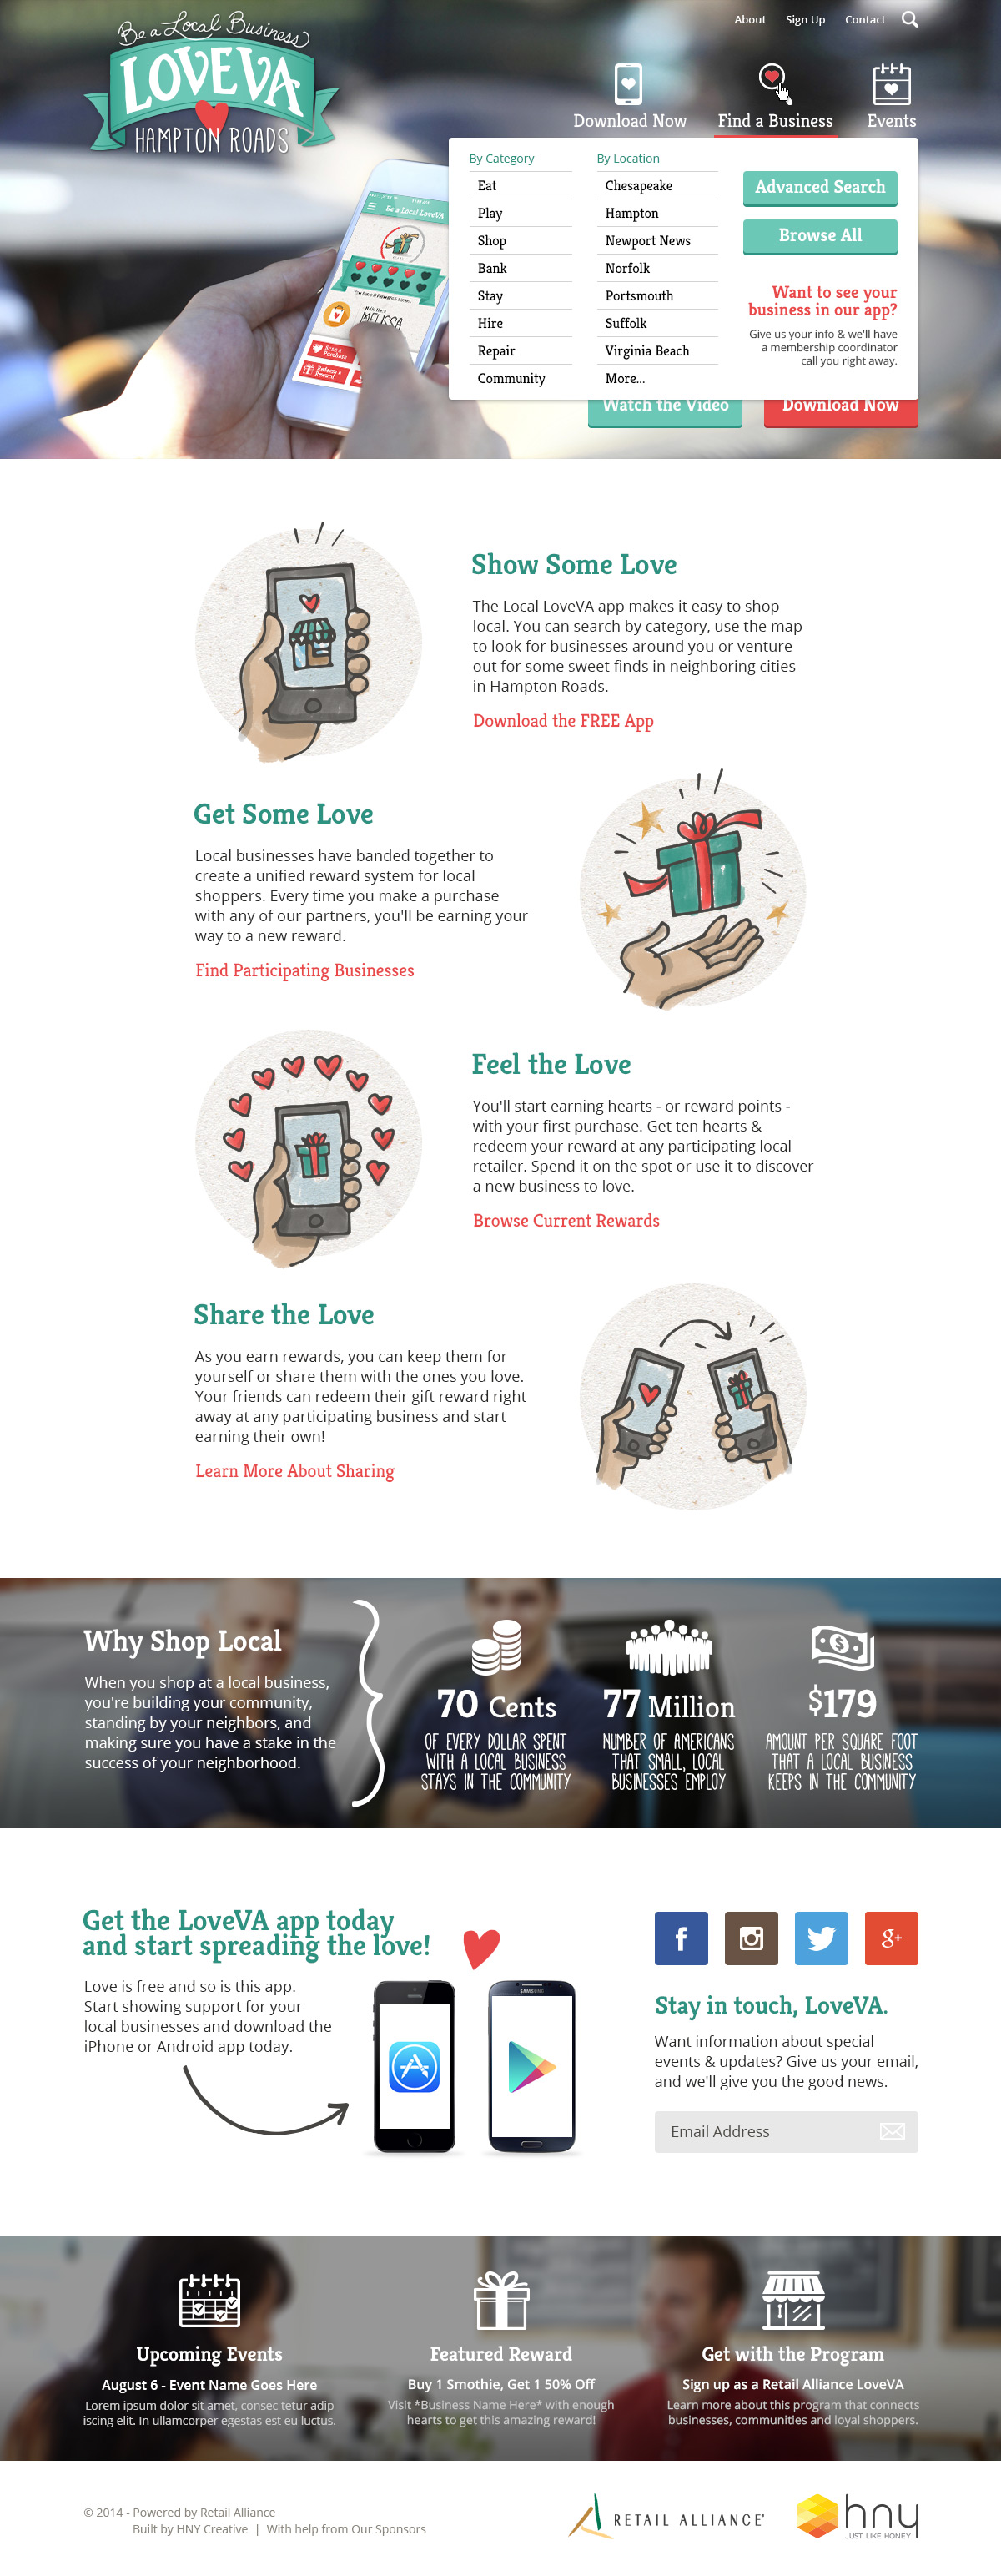 Be a Local Business
LOVEVA
HAMPTON ROADS
About
Sign Up
Contact
Download Now
Find a Business
Events
By Category
Eat
Play
Shop
Bank
Stay
Hire
Repair
Community
By Location
Chesapeake
Hampton
Newport News
Norfolk
Portsmouth
Suffolk
Virginia Beach
More...
Advanced Search
Browse All
Want to see your
business in our app?
Give us your info & we'll have
a membership coordinator
call you right away.
Be a Local LoveVA
MELISSA
Scan a
Purchase
Redeem a
Reward
Watch the Video
Download Now
Show Some Love
The Local LoveVA app makes it easy to shop
local. You can search by category, use the map
to look for businesses around you or venture
out for some sweet finds in neighboring cities
in Hampton Roads.
Download the FREE App
Get Some Love
Local businesses have banded together to
create a unified reward system for local
shoppers. Every time you make a purchase
with any of our partners, you'll be earning your
way to a new reward.
Find Participating Businesses
Feel the Love
You'll start earning hearts - or reward points -
with your first purchase. Get ten hearts &
redeem your reward at any participating local
retailer. Spend it on the spot or use it to discover
a new business to love.
Browse Current Rewards
Share the Love
As you earn rewards, you can keep them for
yourself or share them with the ones you love.
Your friends can redeem their gift reward right
away at any participating business and start
earning their own!
Learn More About Sharing
Why Shop Local
When you shop at a local business,
you're building your community,
standing by your neighbors, and
making sure you have a stake in the
success of your neighborhood.
70 Cents
OF EVERY DOLLAR SPENT
WITH A LOCAL BUSINESS
STAYS IN THE COMMUNITY
77 Million
NUMBER OF AMERICANS
THAT SMALL, LOCAL
BUSINESSES EMPLOY
$179
AMOUNT PER SQUARE FOOT
THAT A LOCAL BUSINESS
KEEPS IN THE COMMUNITY
Get the LoveVA app today
and start spreading the love!
Love is free and so is this app.
Start showing support for your
local businesses and download the
iPhone or Android app today.
SAMSUNG
f
g+
Stay in touch, LoveVA.
Want information about special
events & updates? Give us your email,
and we'll give you the good news.
Email Address
Upcoming Events
August 6 - Event Name Goes Here
Lorem ipsum dolor sit amet, consec tetur adip
iscing elit. In ullamcorper egestas est eu luctus.
Featured Reward
Buy 1 Smothie, Get 1 50% Off
Visit *Business Name Here* with enough
hearts to get this amazing reward!
Get with the Program
Sign up as a Retail Alliance LoveVA
Learn more about this program that connects
businesses, communities and loyal shoppers.
© 2014 - Powered by Retail Alliance
Built by HNY Creative | With help from Our Sponsors
RETAIL ALLIANCE
hny
JUST LIKE HONEY